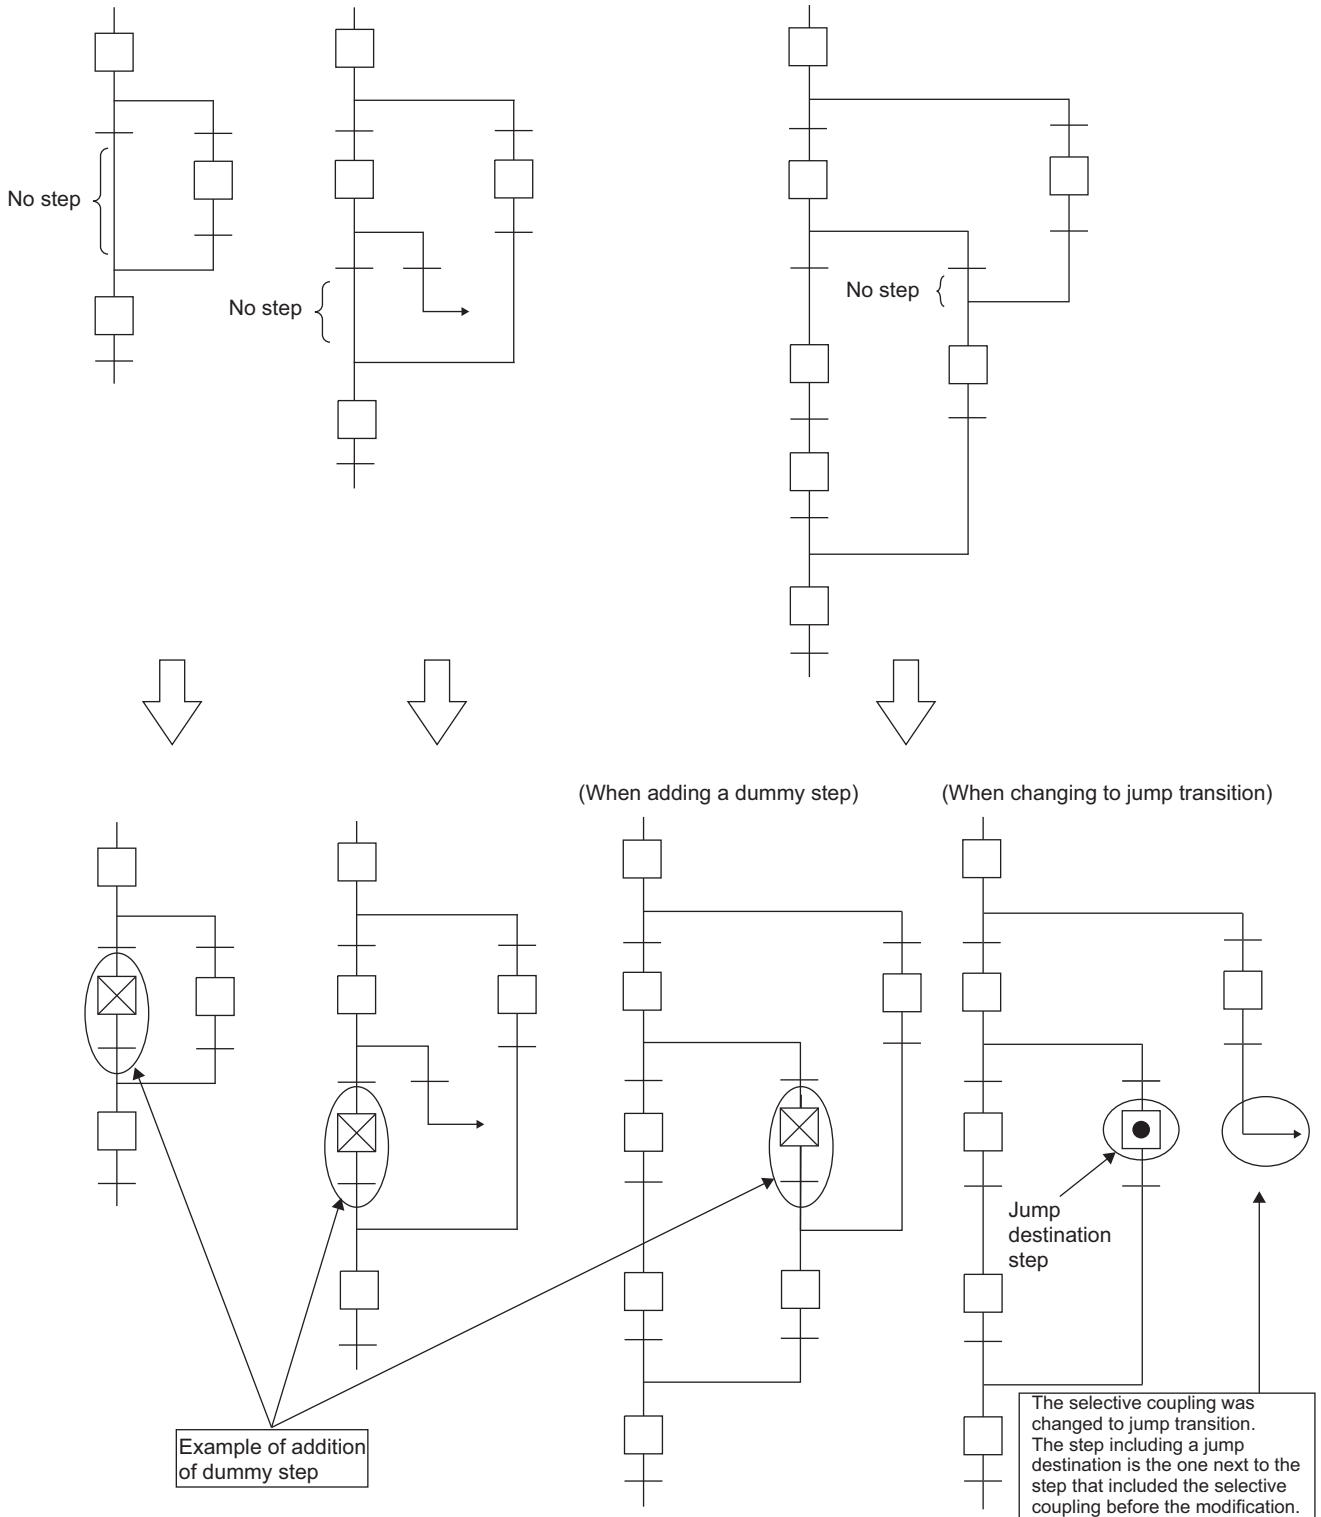 No step
No step
No step
(When adding a dummy step)
(When changing to jump transition)
Jump
destination
step
Example of addition
of dummy step
The selective coupling was
changed to jump transition.
The step including a jump
destination is the one next to the
step that included the selective
coupling before the modification.